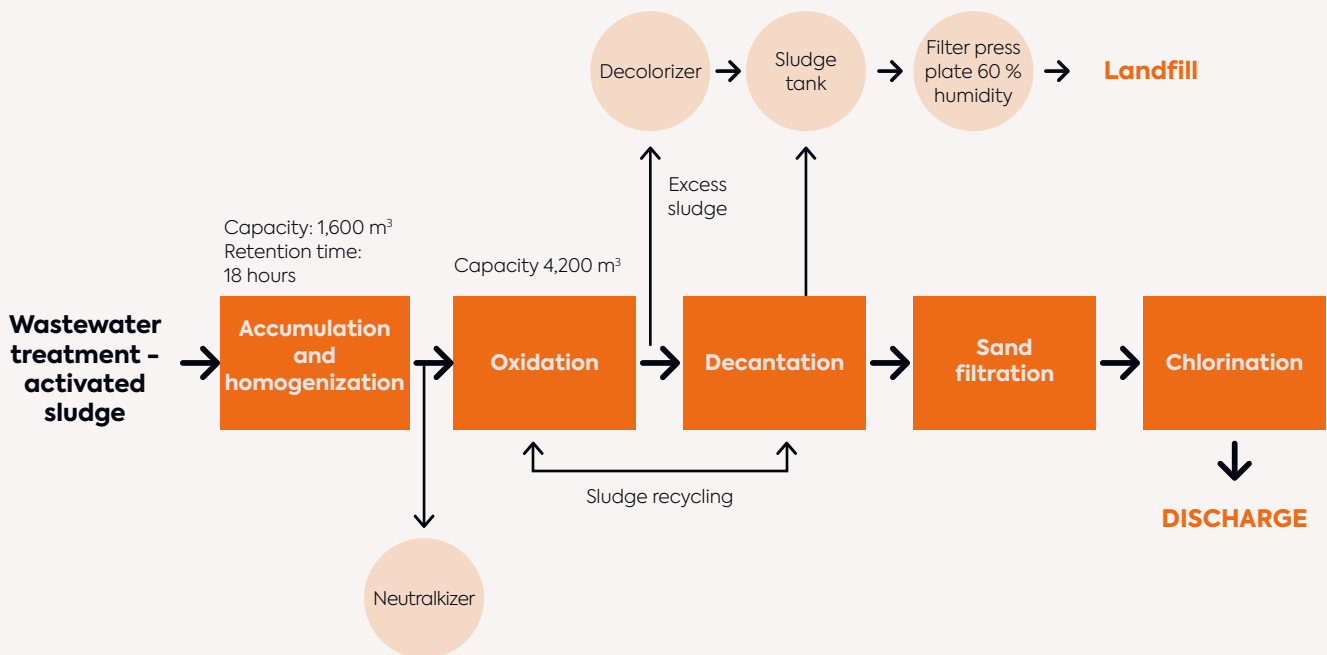 Decolorizer
Sludge
tank
Filter press
plate 60 %
humidity
Landfill
Excess
sludge
Capacity: 1,600 m³
Retention time:
18 hours
Capacity 4,200 m³
Wastewater
treatment -
activated
sludge
Accumulation
and
homogenization
Oxidation
Decantation
Sand
filtration
Chlorination
Sludge recycling
DISCHARGE
Neutralkizer